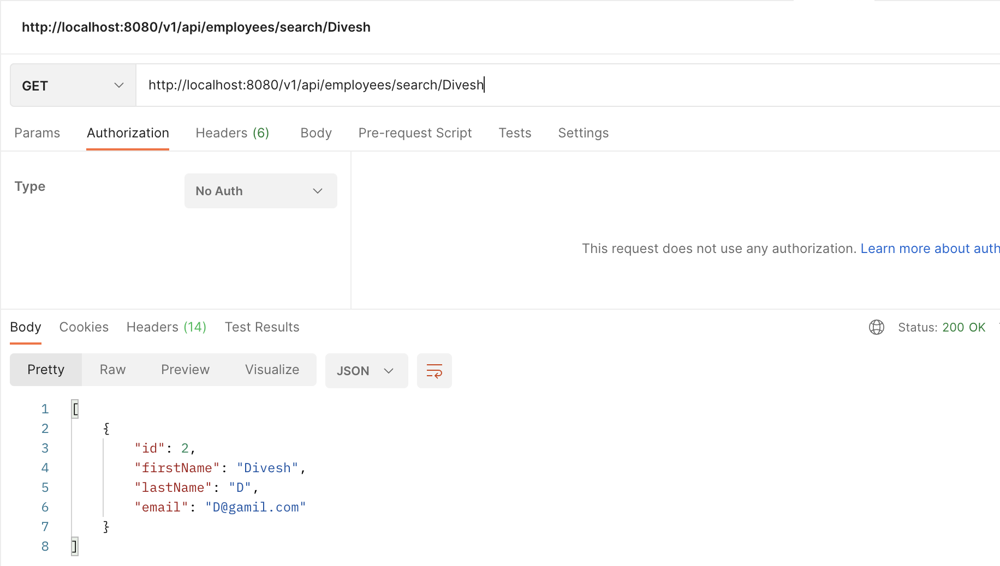 http://localhost:8080/v1/api/employees/search/Divesh
GET http://localhost:8080/v1/api/employees/search/Divesh
Params Authorization Headers (6) Body Pre-request Script Tests Settings
Type No Auth
This request does not use any authorization. Learn more about auth
Body Cookies Headers (14) Test Results Status: 200 OK
Pretty Raw Preview Visualize JSON
1 [
2 {
3 "id": 2,
4 "firstName": "Divesh",
5 "lastName": "D",
6 "email": "D@gamil.com"
7 }
8 ]